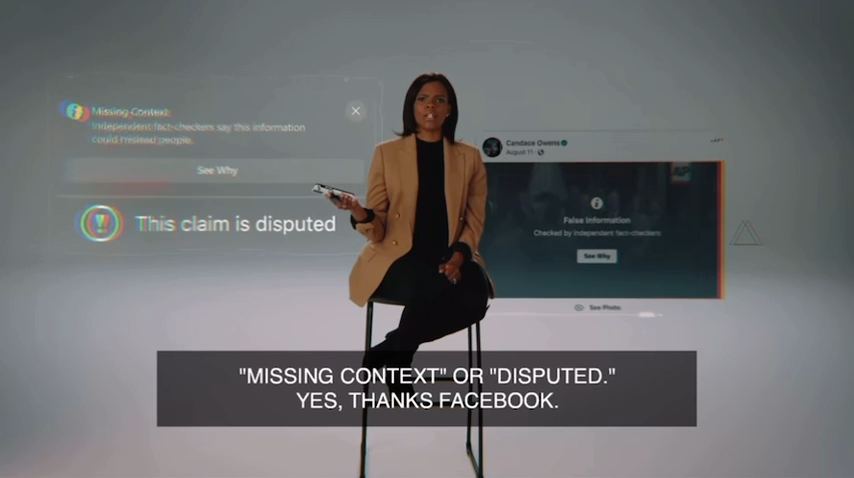 Missing Context
Independent fact-checkers say this information
could mislead people.
See Why
This claim is disputed
Candace Owens
August 11
AP
False Information
Checked by independent fact-checkers
See Why
See Photo
"MISSING CONTEXT" OR "DISPUTED."
YES, THANKS FACEBOOK.